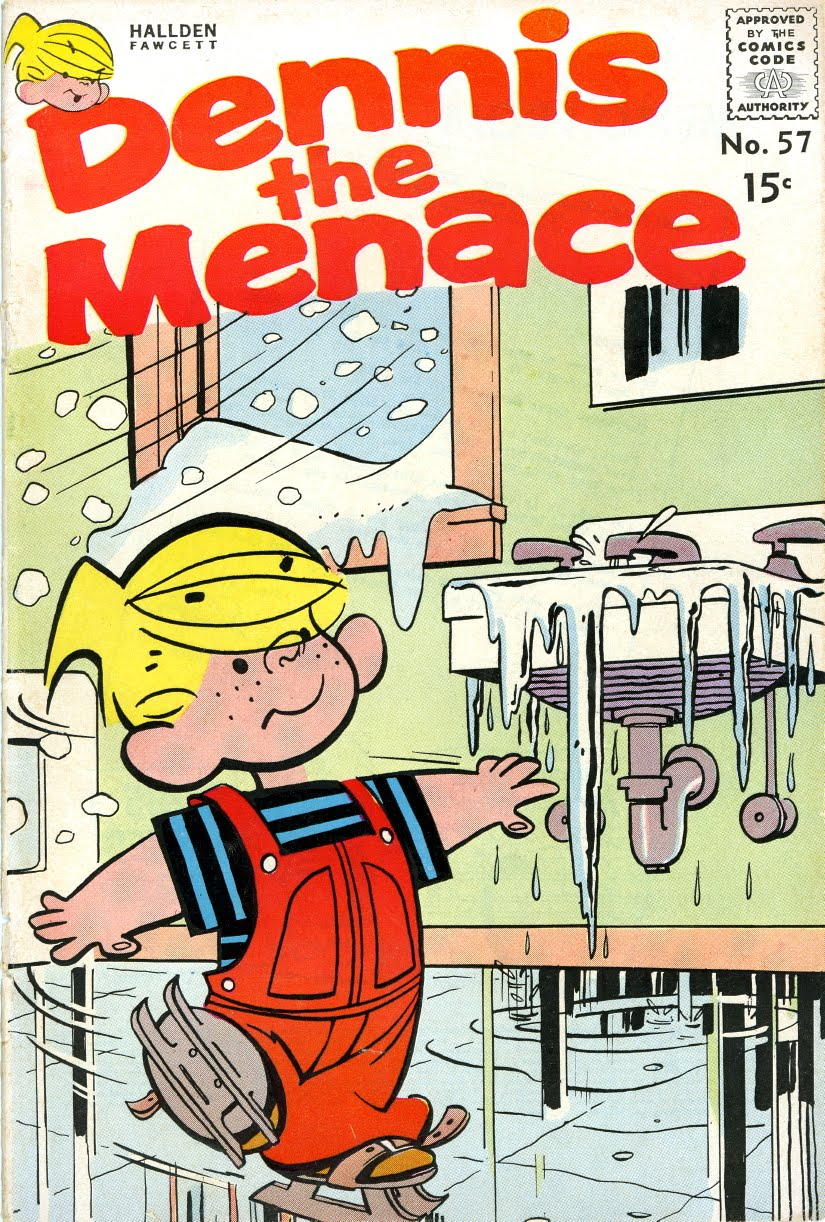 HALLDEN
FAWCETT
Dennis
the
Menace
APPROVED
BY THE
COMICS
CODE
CA
AUTHORITY
No. 57
15¢